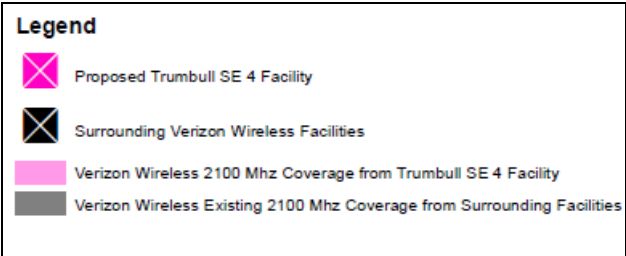 Legend
Proposed Trumbull SE 4 Facility
Surrounding Verizon Wireless Facilities
Verizon Wireless 2100 Mhz Coverage from Trumbull SE 4 Facility
Verizon Wireless Existing 2100 Mhz Coverage from Surrounding Facilities